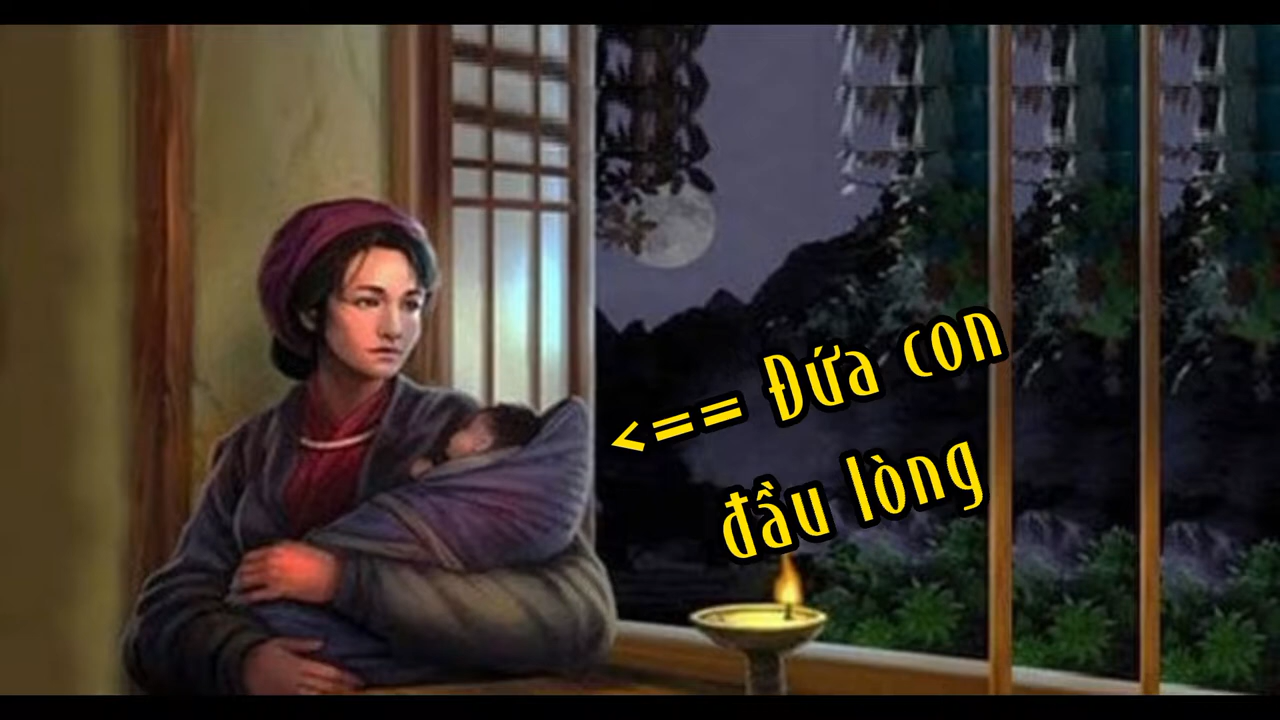 <== Đứa con
đầu lòng